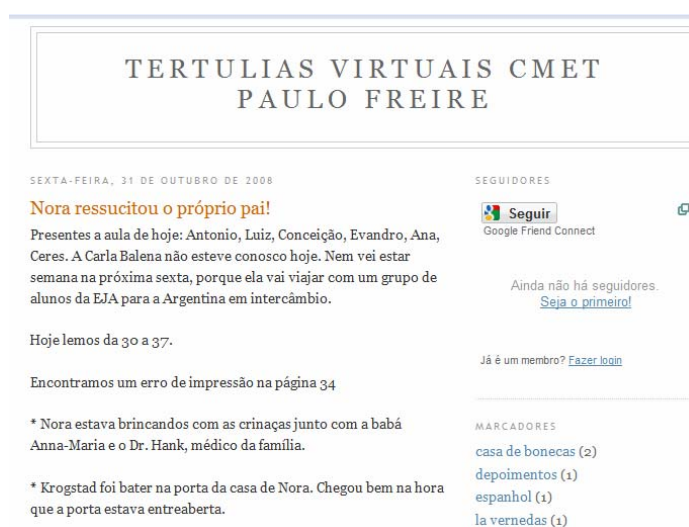 TERTULIAS VIRTUAIS CMET
PAULO FREIRE
SEXTA-FEIRA, 31 DE OUTUBRO DE 2008
Nora ressucitou o próprio pai!
Presentes a aula de hoje: Antonio, Luiz, Conceição, Evandro, Ana,
Ceres. A Carla Balena não esteve conosco hoje. Nem vei estar
semana na próxima sexta, porque ela vai viajar com um grupo de
alunos da EJA para a Argentina em intercâmbio.
Hoje lemos da 30 a 37.
Encontramos um erro de impressão na página 34
* Nora estava brincandos com as crinaças junto com a babá
Anna-Maria e o Dr. Hank, médico da família.
* Krogstad foi bater na porta da casa de Nora. Chegou bem na hora
que a porta estava entreaberta.
SEGUIDORES
Seguir
Google Friend Connect
Ainda não há seguidores.
Seja o primeiro!
Já é um membro? Fazer login
MARCADORES
casa de bonecas (2)
depoimentos (1)
espanhol (1)
la vernedas (1)